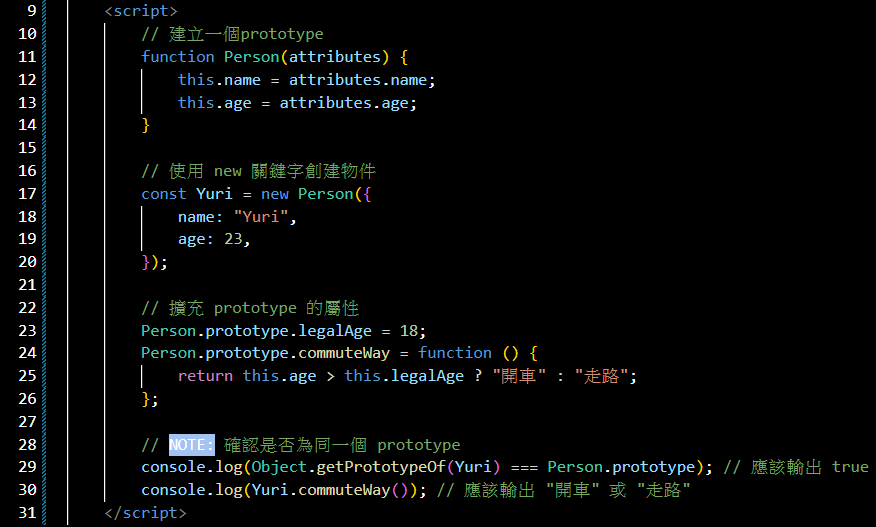 9 <script>
10 // 建立一個prototype
11 function Person(attributes) {
12 this.name = attributes.name;
13 this.age = attributes.age;
14 }
15
16 // 使用 new 關鍵字創建物件
17 const Yuri = new Person({
18 name: "Yuri",
19 age: 23,
20 });
21
22 // 擴充 prototype 的屬性
23 Person.prototype.legalAge = 18;
24 Person.prototype.commuteWay = function () {
25 return this.age > this.legalAge ? "開車" : "走路";
26 };
27
28 // NOTE: 確認是否為同一個 prototype
29 console.log(Object.getPrototypeOf(Yuri) === Person.prototype); // 應該輸出 true
30 console.log(Yuri.commuteWay()); // 應該輸出 "開車" 或 "走路"
31 </script>